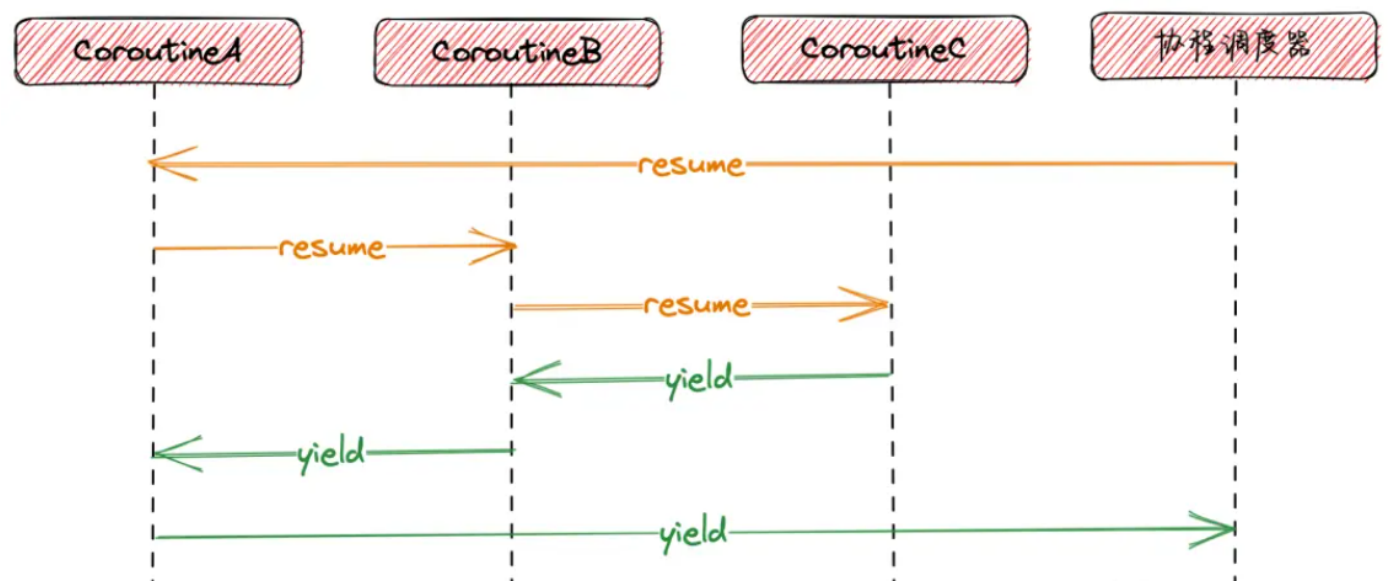 CoroutineA
CoroutineB
CoroutineC
协程调度器
resume
resume
resume
yield
yield
yield